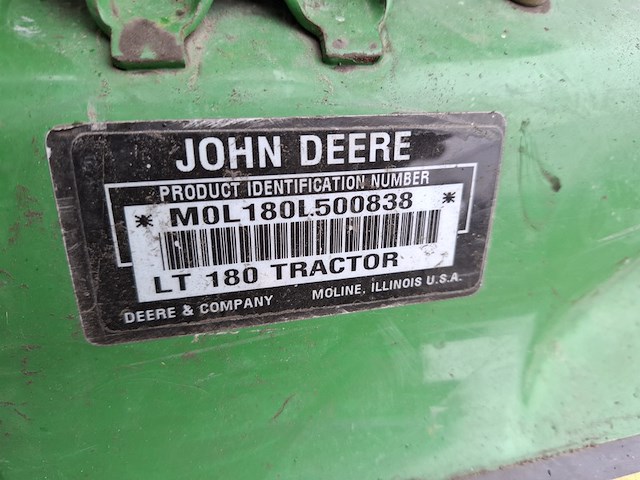 JOHN DEERE
PRODUCT IDENTIFICATION NUMBER
* M0L180L500838 *
LT 180 TRACTOR
DEERE & COMPANY MOLINE, ILLINOIS U.S.A.